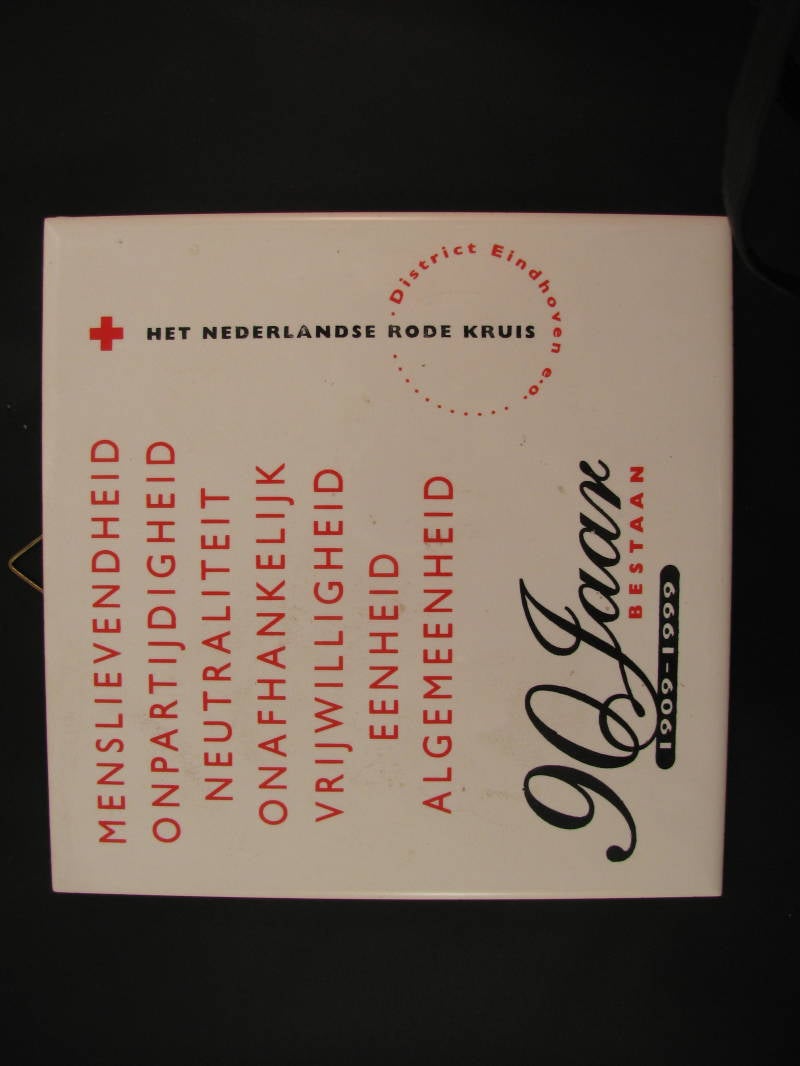 MENSLIEVENDHEID
ONPARTIJDIGHEID
NEUTRALITEIT
ONAFHANKELIJK
VRIJWILLIGHEID
EENHEID
ALGEMEENHEID
90 Jaar
BESTAAN
1909-1999
HET NEDERLANDSE RODE KRUIS
District Eindhoven e.o.